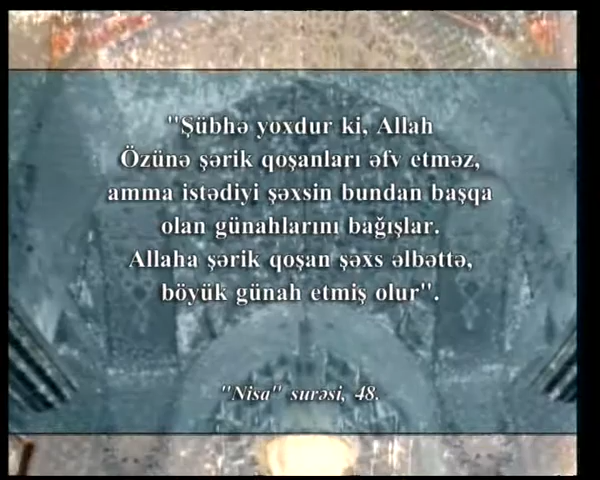 "Şübhə yoxdur ki, Allah
Özünə şərik qoşanları əfv etməz,
amma istədiyi şəxsin bundan başqa
olan günahlarını bağışlar.
Allaha şərik qoşan şəxs əlbəttə,
böyük günah etmiş olur".
"Nisa" surəsi, 48.